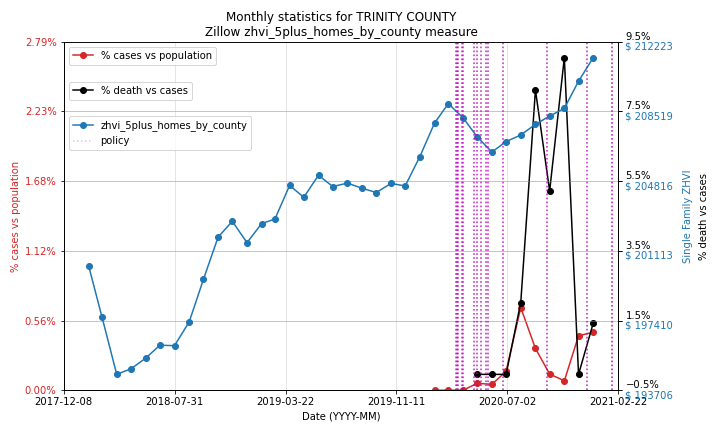 Monthly statistics for TRINITY COUNTY
Zillow zhvi_5plus_homes_by_county measure
% cases vs population
% death vs cases
zhvi_5plus_homes_by_county
policy
2.79%
2.23%
1.68%
1.12%
0.56%
0.00%
% cases vs population
9.5%
$ 212223
7.5%
$ 208519
5.5%
$ 204816
3.5%
$ 201113
1.5%
$ 197410
−0.5%
$ 193706
Single Family ZHVI
% death vs cases
2017-12-08
2018-07-31
2019-03-22
2019-11-11
2020-07-02
2021-02-22
Date (YYYY-MM)